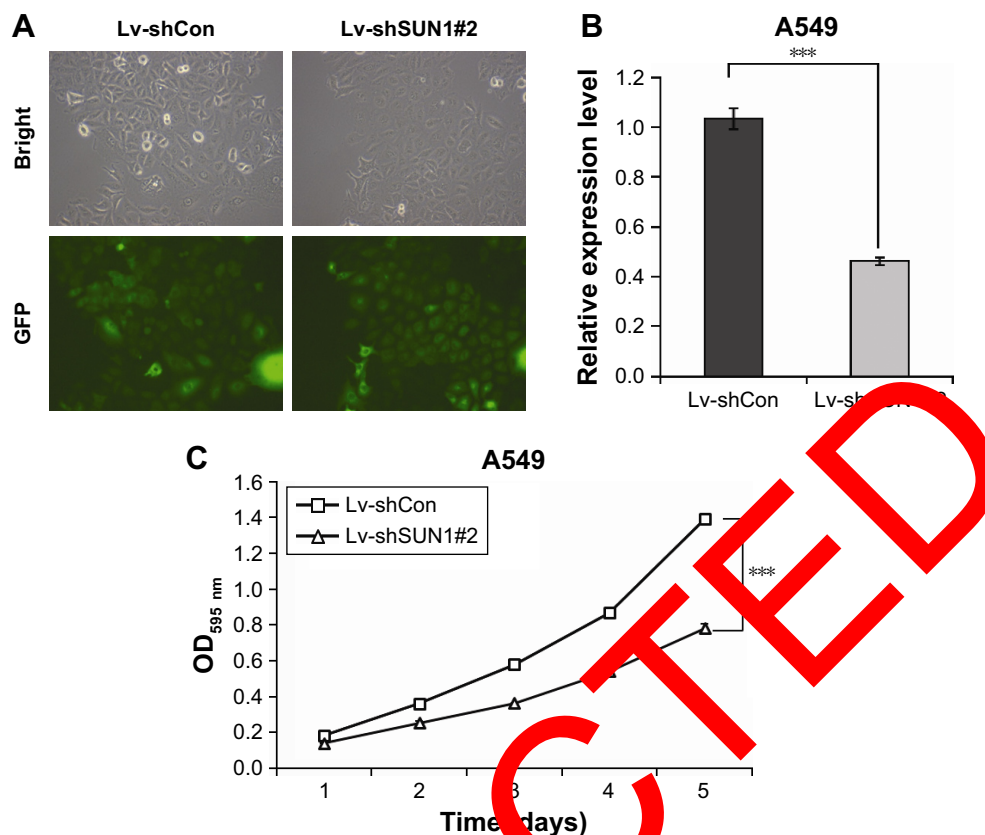 A
Lv-shCon
Lv-shSUN1#2
Bright
GFP
B
A549
***
Relative expression level
1.2
1.0
0.8
0.6
0.4
0.2
0.0
Lv-shCon
C
A549
OD595 nm
1.6
1.4
1.2
1.0
0.8
0.6
0.4
0.2
0.0
Lv-shCon
Lv-shSUN1#2
***
1 2 3 4 5
Time (days)
CTED